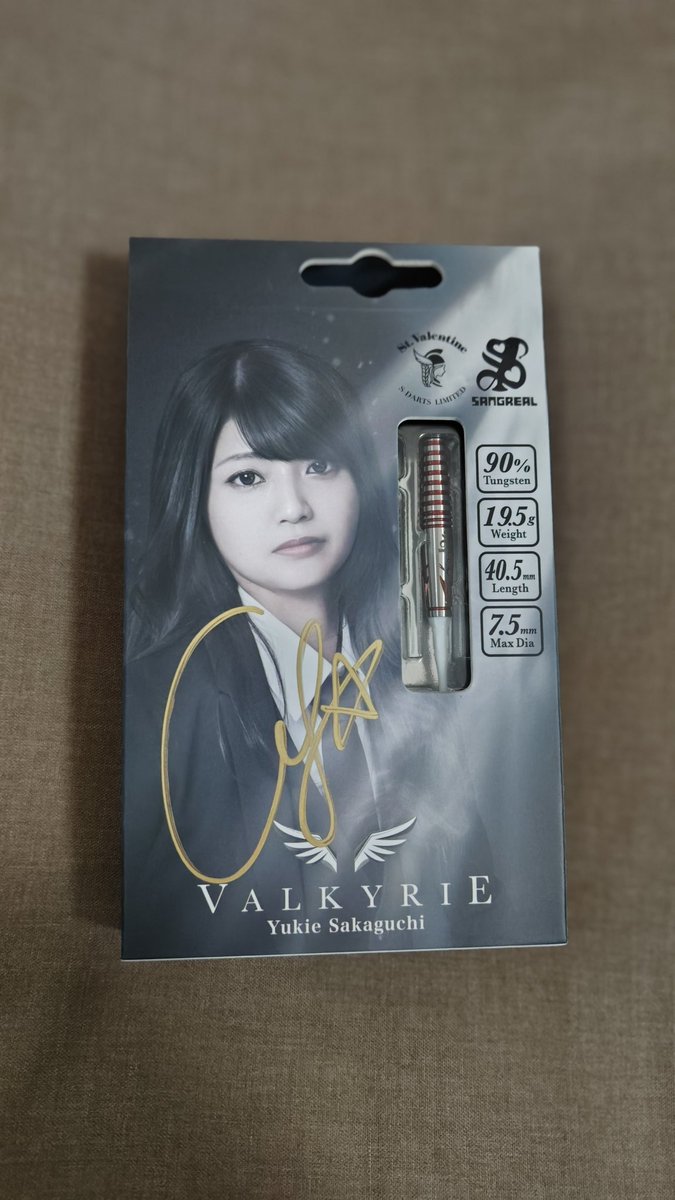 St.Valentine
S-DARTS LIMITED
SANGREAL
90%
Tungsten
19.5g
Weight
40.5mm
Length
7.5mm
Max Dia
VALKYRIE
Yukie Sakaguchi